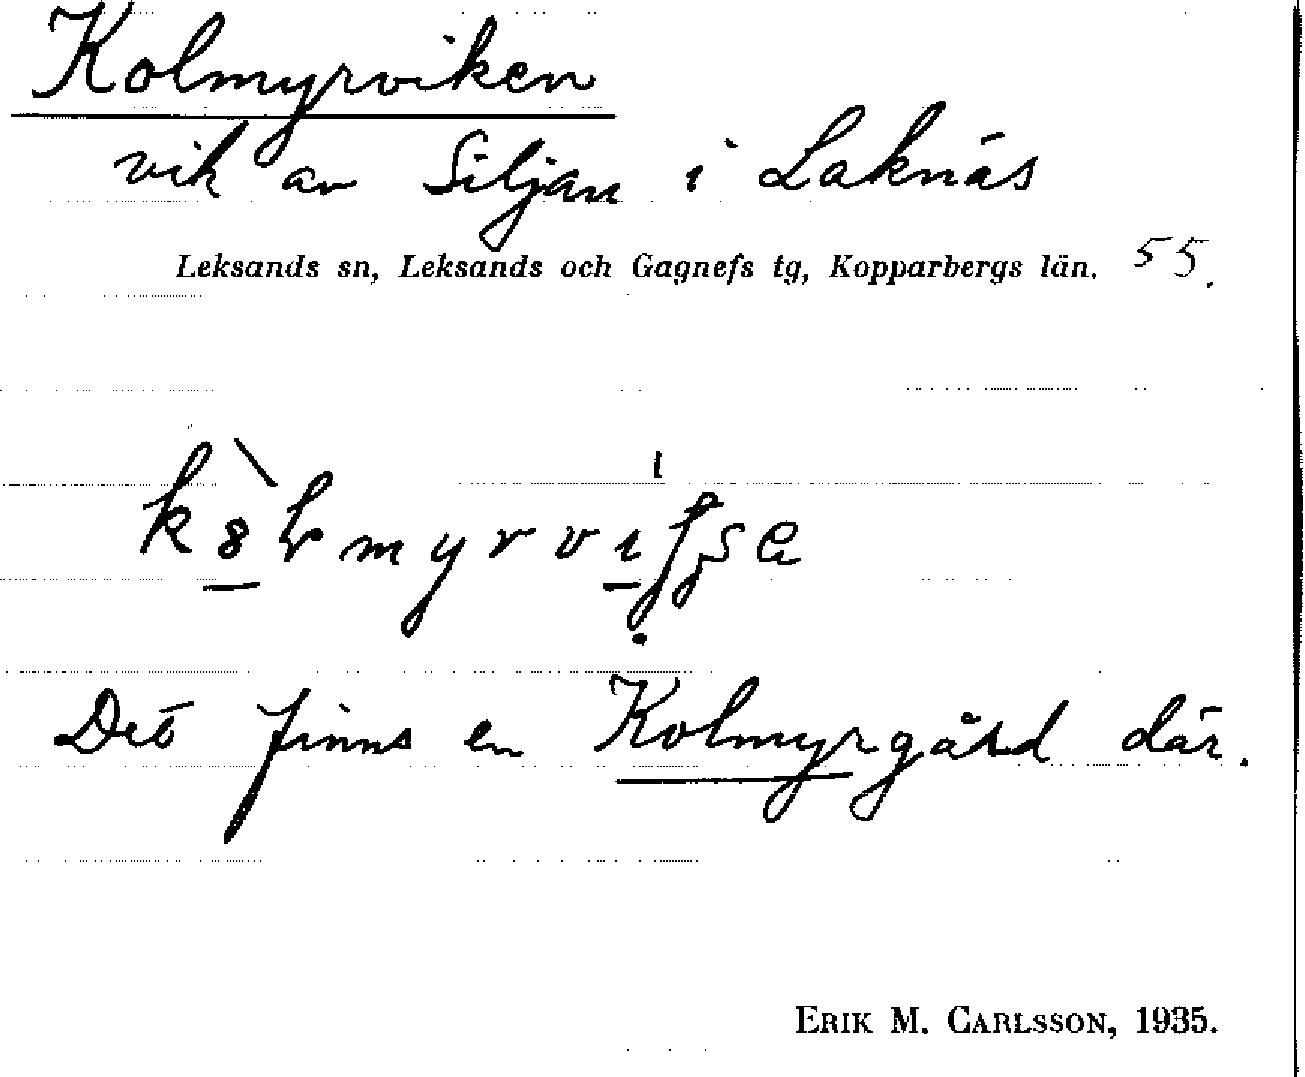 Kolmyrviken
vik av Siljan i Laknäs
Leksands sn, Leksands och Gagnefs tg, Kopparbergs län. 55.
Det finns en Kolmyrgård där.
ERIK M. CARLSSON, 1935.